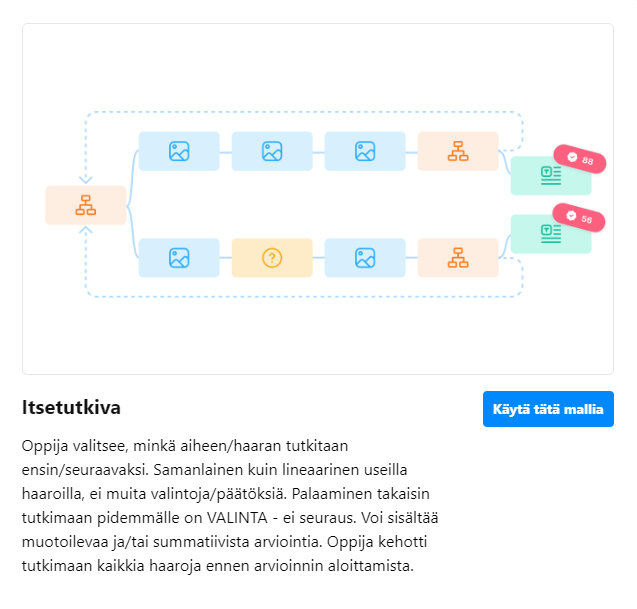 88
56
Itsetutkiva
Käytä tätä mallia
Oppija valitsee, minkä aiheen/haaran tutkitaan
ensin/seuraavaksi. Samanlainen kuin lineaarinen useilla
haaroilla, ei muita valintoja/päätöksiä. Palaaminen takaisin
tutkimaan pidemmälle on VALINTA - ei seuraus. Voi sisältää
muotoilevaa ja/tai summatiivista arviointia. Oppija kehotti
tutkimaan kaikkia haaroja ennen arvioinnin aloittamista.